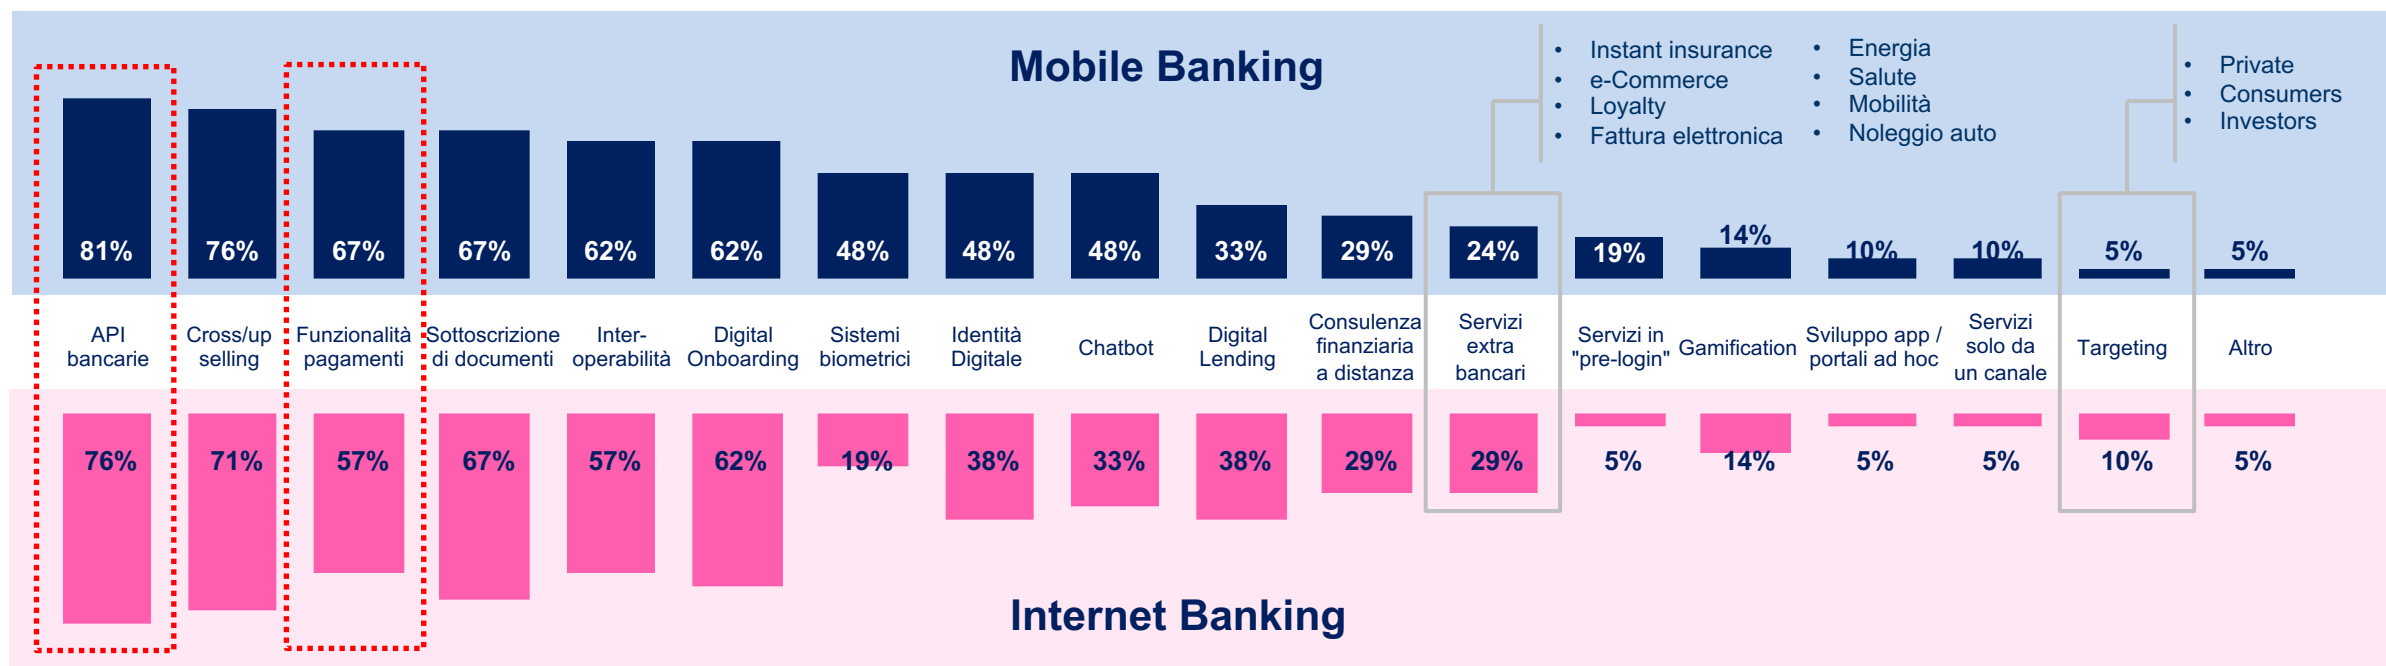 Mobile Banking
• Instant insurance
• e-Commerce
• Loyalty
• Fattura elettronica
• Energia
• Salute
• Mobilità
• Noleggio auto
• Private
• Consumers
• Investors
81% 76% 67% 67% 62% 62% 48% 48% 48% 33% 29% 24% 19% 14% 10% 10% 5% 5%
API
bancarie
Cross/up
selling
Funzionalità
pagamenti
Sottoscrizione
di documenti
Inter-
operabilità
Digital
Onboarding
Sistemi
biometrici
Identità
Digitale
Chatbot
Digital
Lending
Consulenza
finanziaria
a distanza
Servizi
extra
bancari
Servizi in
"pre-login"
Gamification
Sviluppo app /
portali ad hoc
Servizi
solo da
un canale
Targeting
Altro
76% 71% 57% 67% 57% 62% 19% 38% 33% 38% 29% 29% 5% 14% 5% 5% 10% 5%
Internet Banking